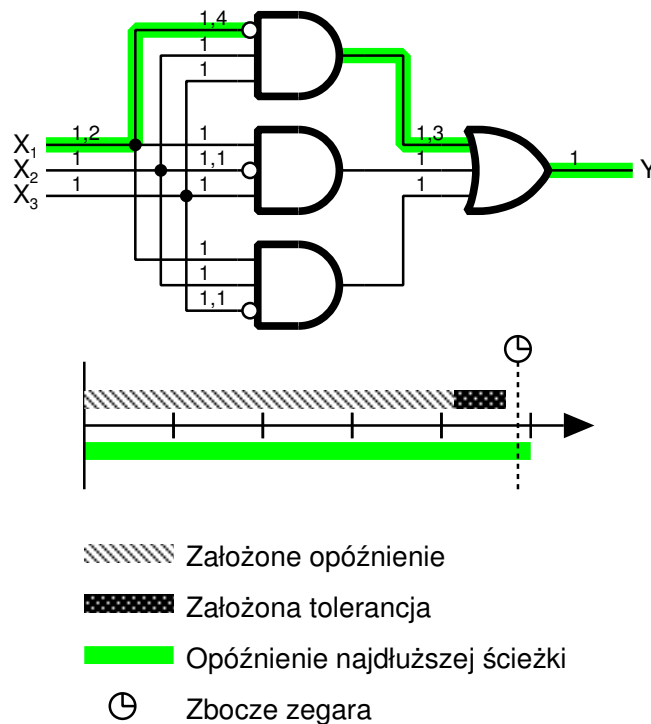 1,4
1
1
X1 1,2 1 1,3
X2 1 1,1 1 1 Y
X3 1 1 1
1
1
1,1
Założone opóźnienie
Założona tolerancja
Opóźnienie najdłuższej ścieżki
Zbocze zegara